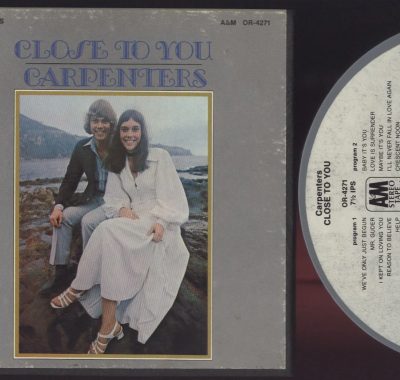 S
A&M OR-4271
CLOSE TO YOU
CARPENTERS
Carpenters
CLOSE TO YOU
OR-4271
7½ IPS
A&M
STEREO
TAPE
program 1
WE'VE ONLY JUST BEGUN
MR. GUDER
I KEPT ON LOVING YOU
REASON TO BELIEVE
HELP
program 2
BABY IT'S YOU
LOVE IS SURRENDER
MAYBE IT'S YOU
I'LL NEVER FALL IN LOVE AGAIN
CRESCENT NOON